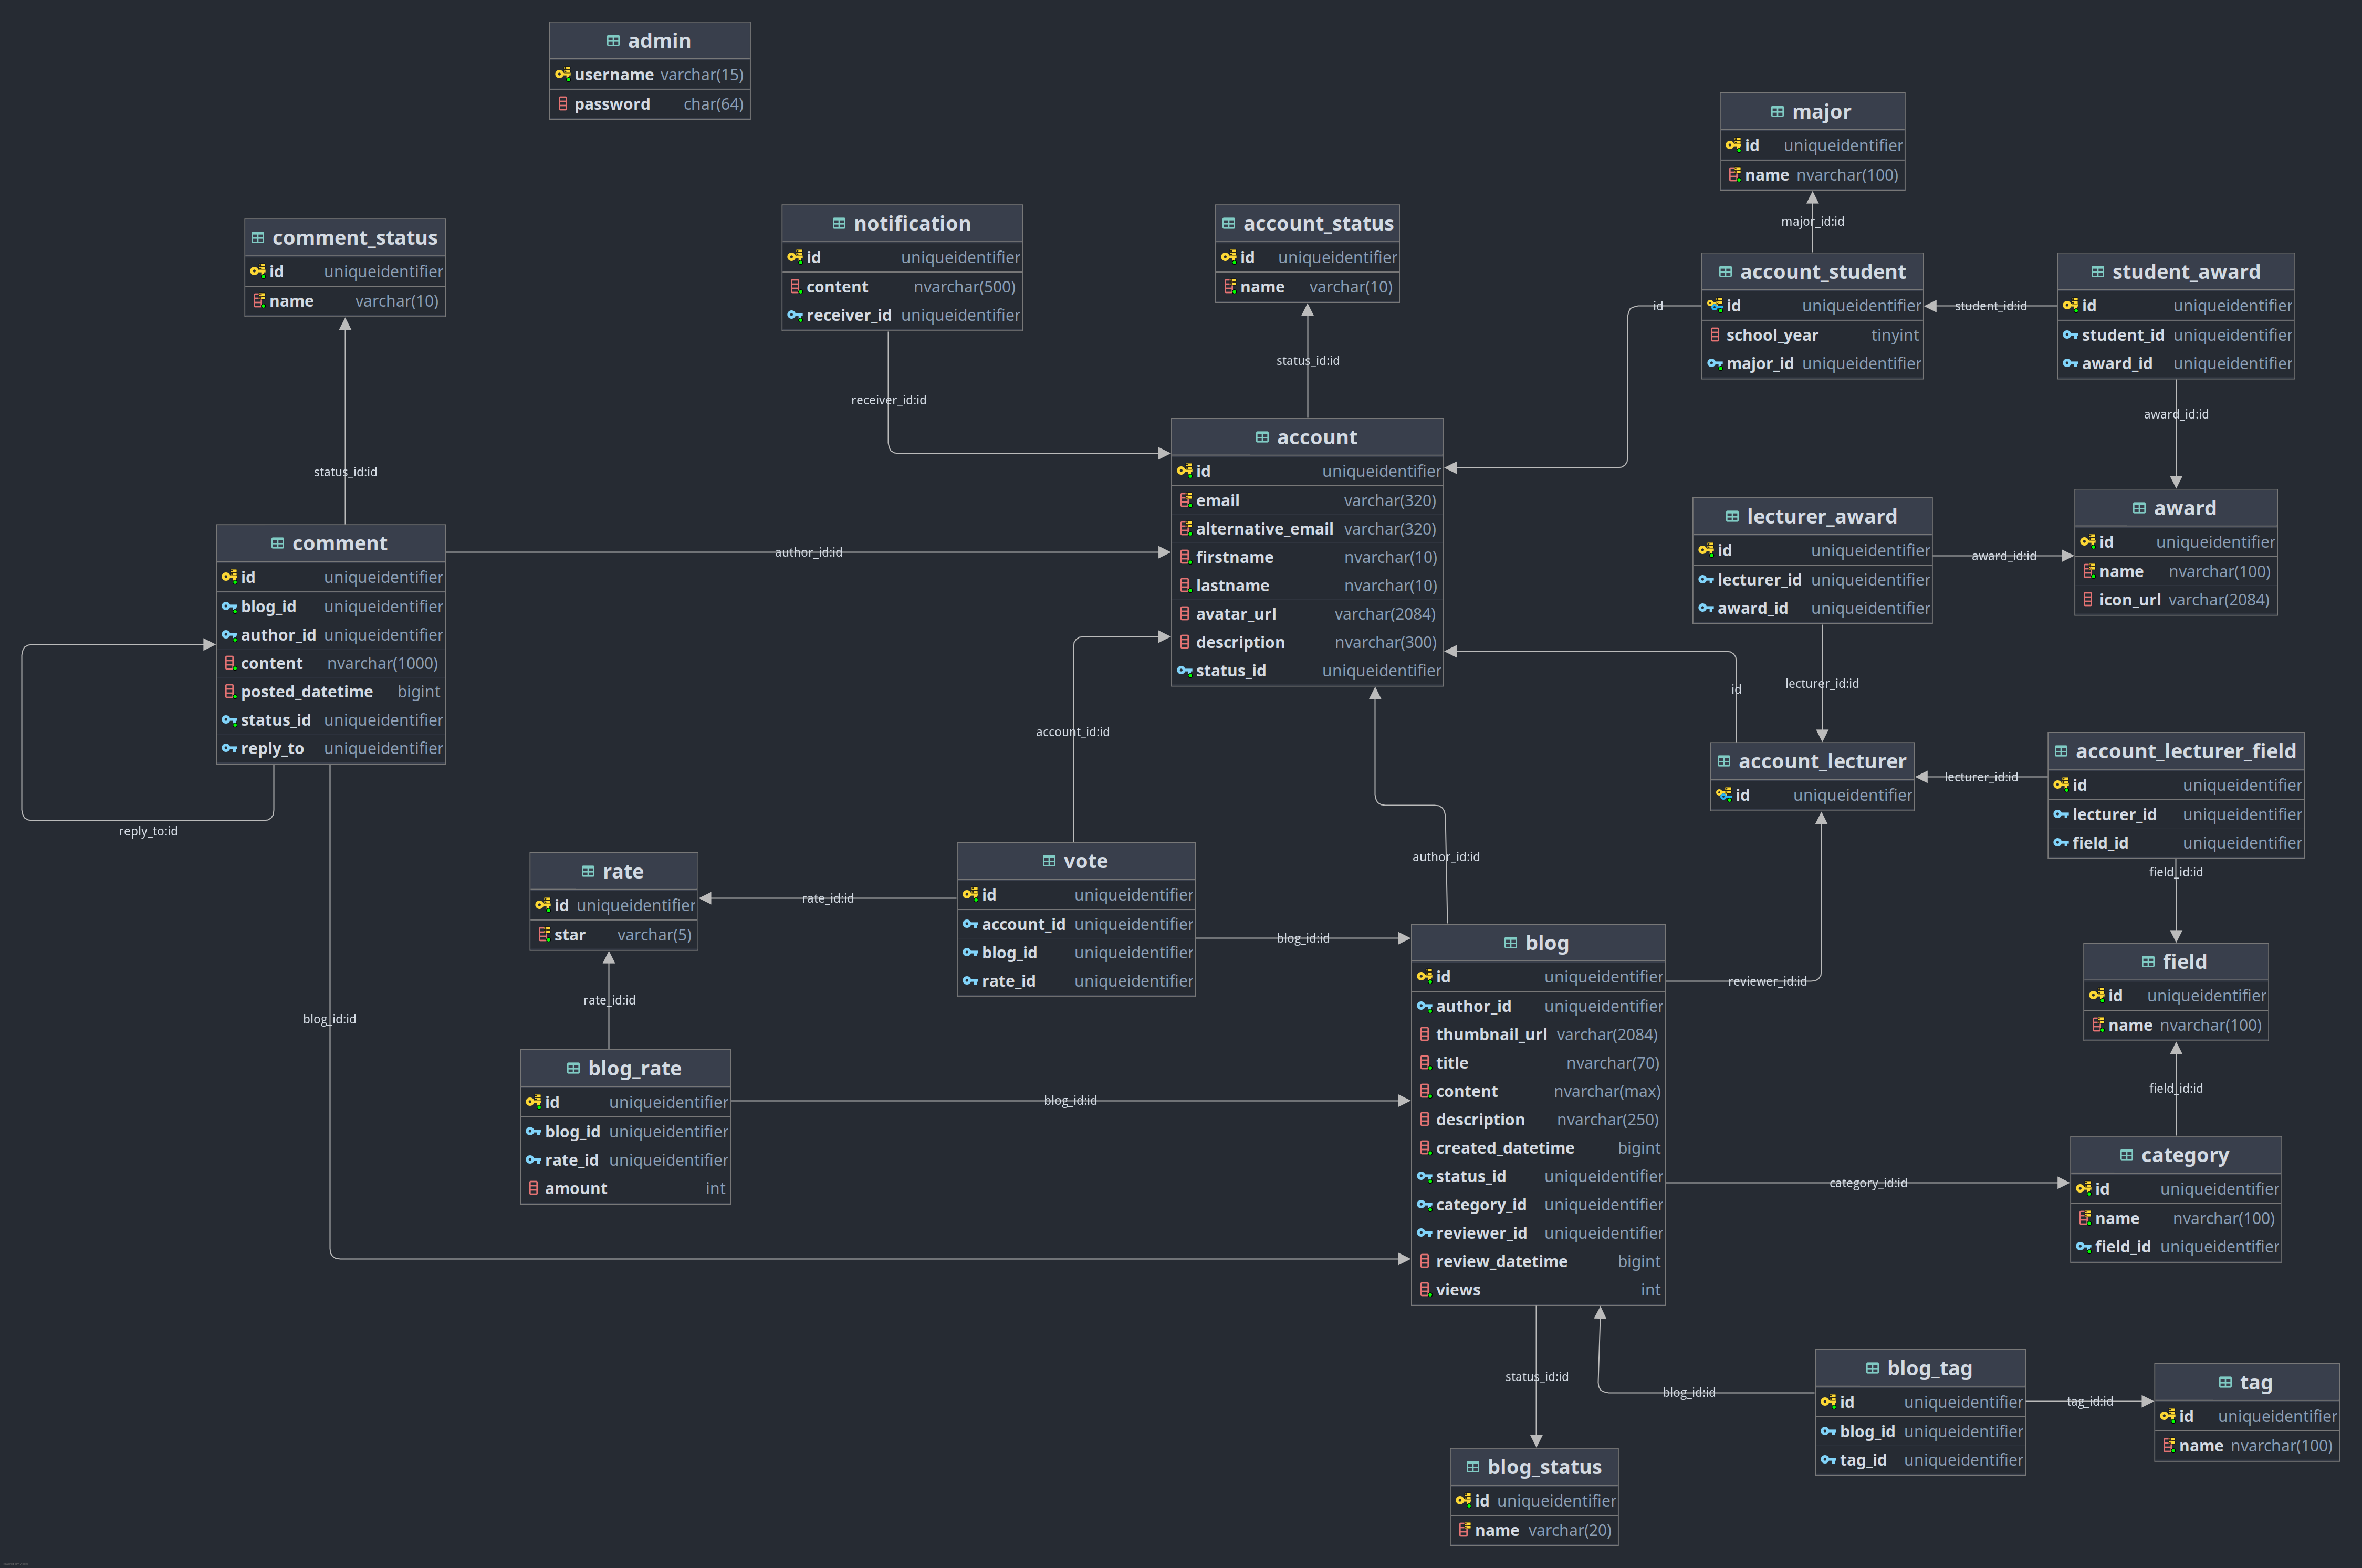 admin
username varchar(15)
password char(64)
major
id uniqueidentifier
name nvarchar(100)
major_id:id
comment_status
id uniqueidentifier
name varchar(10)
status_id:id
notification
id uniqueidentifier
content nvarchar(500)
receiver_id uniqueidentifier
receiver_id:id
account_status
id uniqueidentifier
name varchar(10)
status_id:id
account_student
id uniqueidentifier
school_year tinyint
major_id uniqueidentifier
id
student_id:id
student_award
id uniqueidentifier
student_id uniqueidentifier
award_id uniqueidentifier
award_id:id
account
id uniqueidentifier
email varchar(320)
alternative_email varchar(320)
firstname nvarchar(10)
lastname nvarchar(10)
avatar_url varchar(2084)
description nvarchar(300)
status_id uniqueidentifier
lecturer_award
id uniqueidentifier
lecturer_id uniqueidentifier
award_id uniqueidentifier
award_id:id
lecturer_id:id
id
award
id uniqueidentifier
name nvarchar(100)
icon_url varchar(2084)
comment
id uniqueidentifier
blog_id uniqueidentifier
author_id uniqueidentifier
content nvarchar(1000)
posted_datetime bigint
status_id uniqueidentifier
reply_to uniqueidentifier
author_id:id
reply_to:id
blog_id:id
account_lecturer
id uniqueidentifier
lecturer_id:id
account_lecturer_field
id uniqueidentifier
lecturer_id uniqueidentifier
field_id uniqueidentifier
field_id:id
rate
id uniqueidentifier
star varchar(5)
rate_id:id
rate_id:id
vote
id uniqueidentifier
account_id uniqueidentifier
blog_id uniqueidentifier
rate_id uniqueidentifier
account_id:id
blog_id:id
author_id:id
reviewer_id:id
blog
id uniqueidentifier
author_id uniqueidentifier
thumbnail_url varchar(2084)
title nvarchar(70)
content nvarchar(max)
description nvarchar(250)
created_datetime bigint
status_id uniqueidentifier
category_id uniqueidentifier
reviewer_id uniqueidentifier
review_datetime bigint
views int
field
id uniqueidentifier
name nvarchar(100)
field_id:id
blog_rate
id uniqueidentifier
blog_id uniqueidentifier
rate_id uniqueidentifier
amount int
blog_id:id
category_id:id
category
id uniqueidentifier
name nvarchar(100)
field_id uniqueidentifier
status_id:id
blog_id:id
blog_tag
id uniqueidentifier
blog_id uniqueidentifier
tag_id uniqueidentifier
tag_id:id
tag
id uniqueidentifier
name nvarchar(100)
blog_status
id uniqueidentifier
name varchar(20)